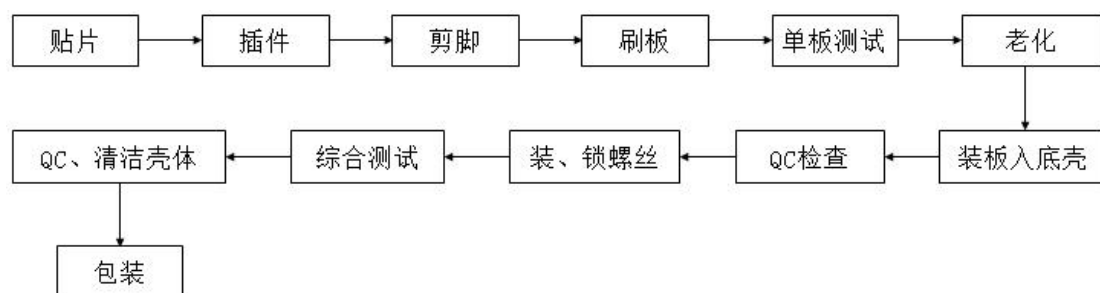 贴片
插件
剪脚
刷板
单板测试
老化
装板入底壳
QC检查
装、锁螺丝
综合测试
QC、清洁壳体
包装